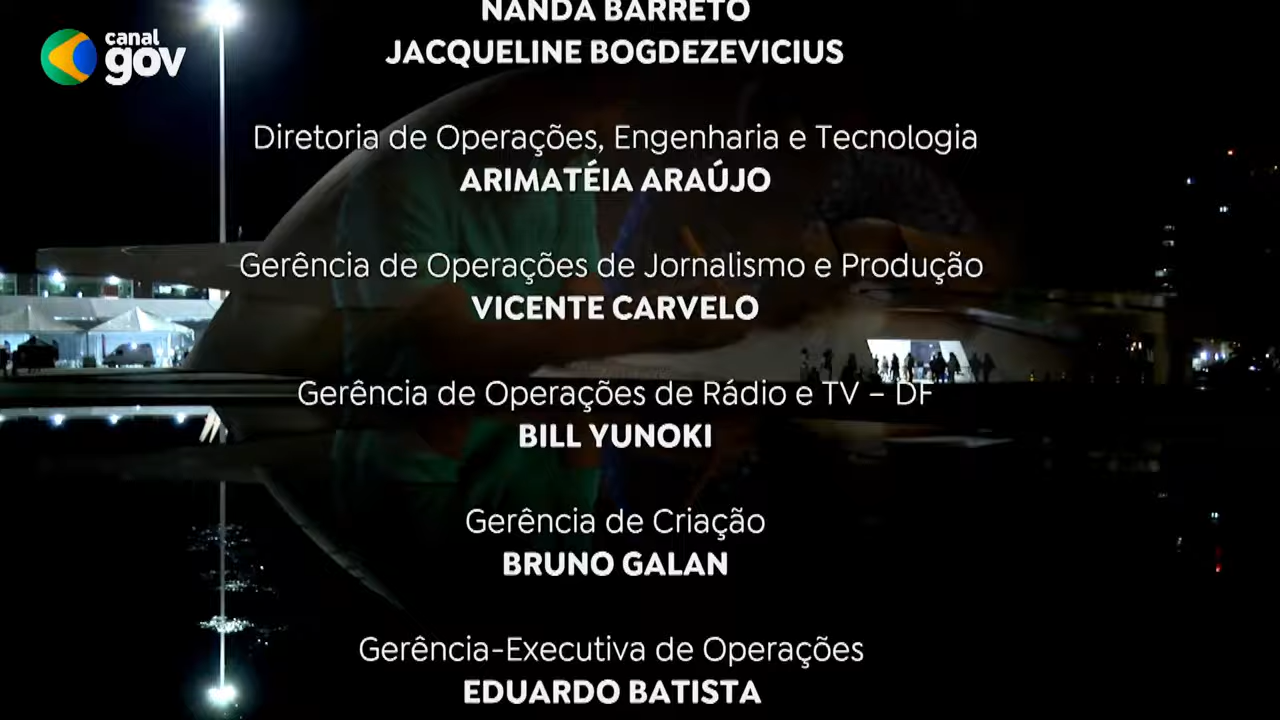 canal
gov
NANDA BARRETO
JACQUELINE BOGDEZEVICIUS
Diretoria de Operações, Engenharia e Tecnologia
ARIMATÉIA ARAÚJO
Gerência de Operações de Jornalismo e Produção
VICENTE CARVELO
Gerência de Operações de Rádio e TV – DF
BILL YUNOKI
Gerência de Criação
BRUNO GALAN
Gerência-Executiva de Operações
EDUARDO BATISTA